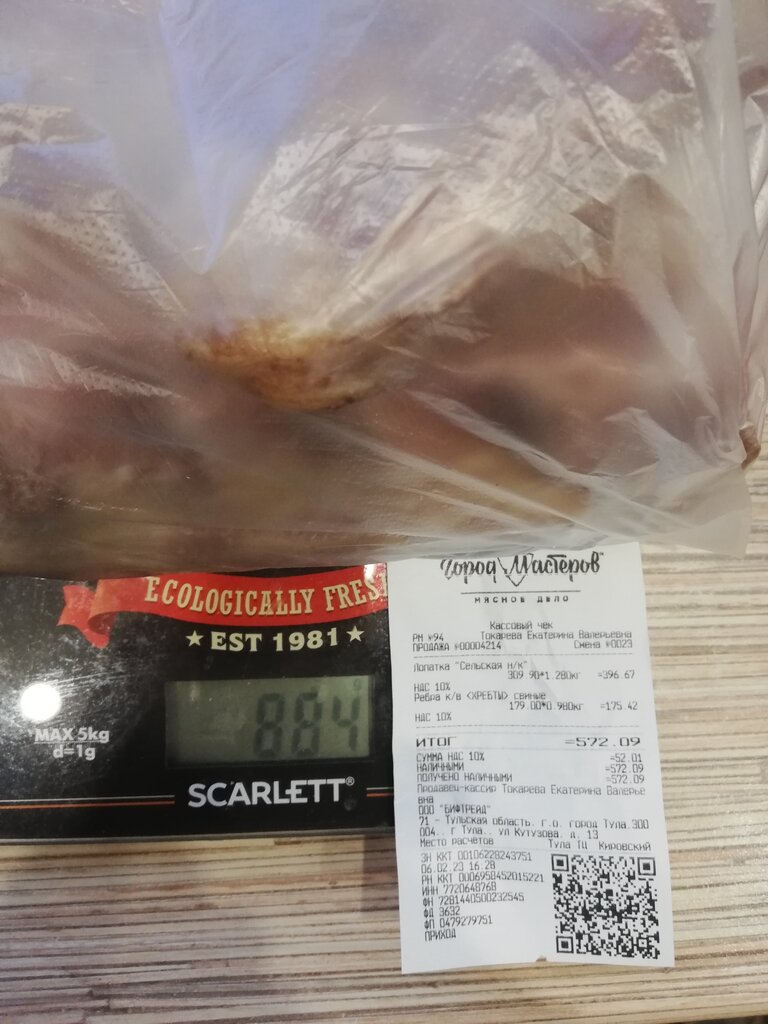 ECOLOGICALLY FRES
★ EST 1981 ★
884
MAX 5kg
d=1g
SCARLETT®
Город Мастеров™
МЯСНОЕ ДЕЛО
Кассовый чек
РМ №94 Токарева Екатерина Валерьевна
ПРОДАЖА №00004214 Смена №0023
Лопатка "Сельская н/к"
309.90*1.280кг =396.67
НДС 10%
Ребра к/в <ХРЕБТЫ> свиные
179.00*0.980кг =175.42
НДС 10%
ИТОГ =572.09
СУММА НДС 10% =52.01
НАЛИЧНЫМИ =572.09
ПОЛУЧЕНО НАЛИЧНЫМИ =572.09
Продавец-кассир Токарева Екатерина Валерье
вна
ООО "БИФТРЕЙД"
71 - Тульская область. г.о. город Тула.300
004.. г Тула.. ул Кутузова. д. 13
Место расчетов Тула ТЦ Кировский
ЗН ККТ 00106228243751
06.02.23 16.28
РН ККТ 0006958452015221
ИНН 7720648768
ФН 7281440500232545
ФД 3632
ФП 0479279751
ПРИХОД